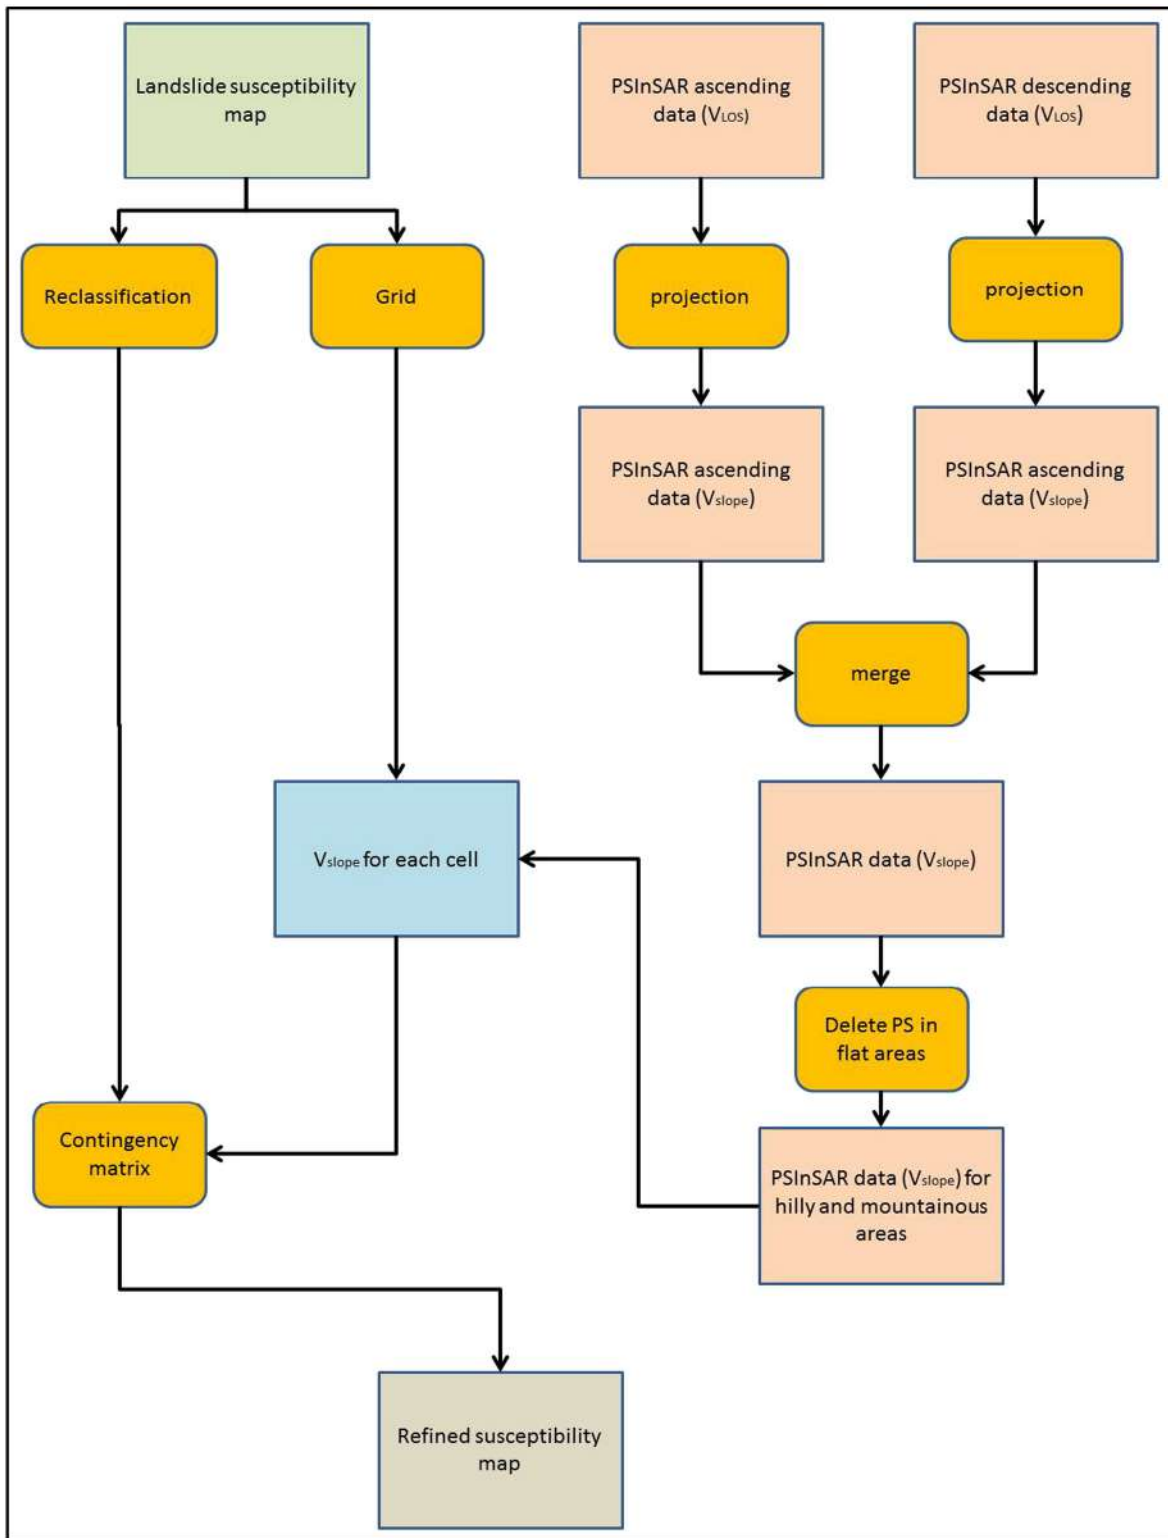 Landslide susceptibility
map
PSInSAR ascending
data (VLOS)
PSInSAR descending
data (VLOS)
Reclassification
Grid
projection
projection
PSInSAR ascending
data (Vslope)
PSInSAR ascending
data (Vslope)
merge
Vslope for each cell
PSInSAR data (Vslope)
Delete PS in
flat areas
Contingency
matrix
PSInSAR data (Vslope) for
hilly and mountainous
areas
Refined susceptibility
map